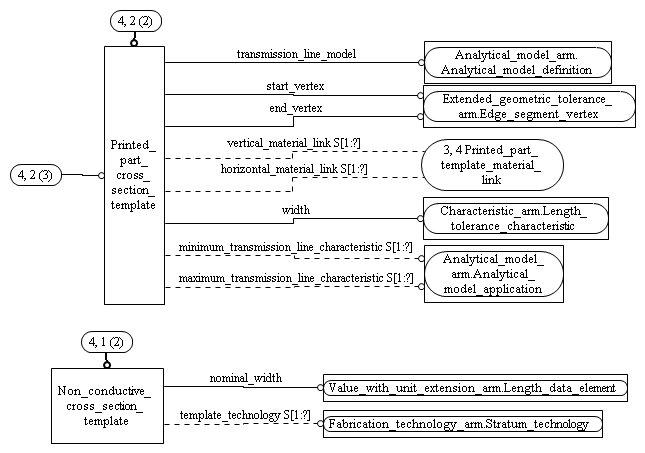 4, 2 (2)
transmission_line_model
Analytical_model_arm.
Analytical_model_definition
start_vertex
Extended_geometric_tolerance_
arm.Edge_segment_vertex
end_vertex
Printed_
part_
cross_
section_
template
vertical_material_link S[1:?]
3, 4 Printed_part_
template_material_
link
horizontal_material_link S[1:?]
4, 2 (3)
width
Characteristic_arm.Length_
tolerance_characteristic
minimum_transmission_line_characteristic S[1:?]
Analytical_model_
arm.Analytical_
model_application
maximum_transmission_line_characteristic S[1:?]
4, 1 (2)
Non_conductive_
cross_section_
template
nominal_width
Value_with_unit_extension_arm.Length_data_element
template_technology S[1:?]
Fabrication_technology_arm.Stratum_technology